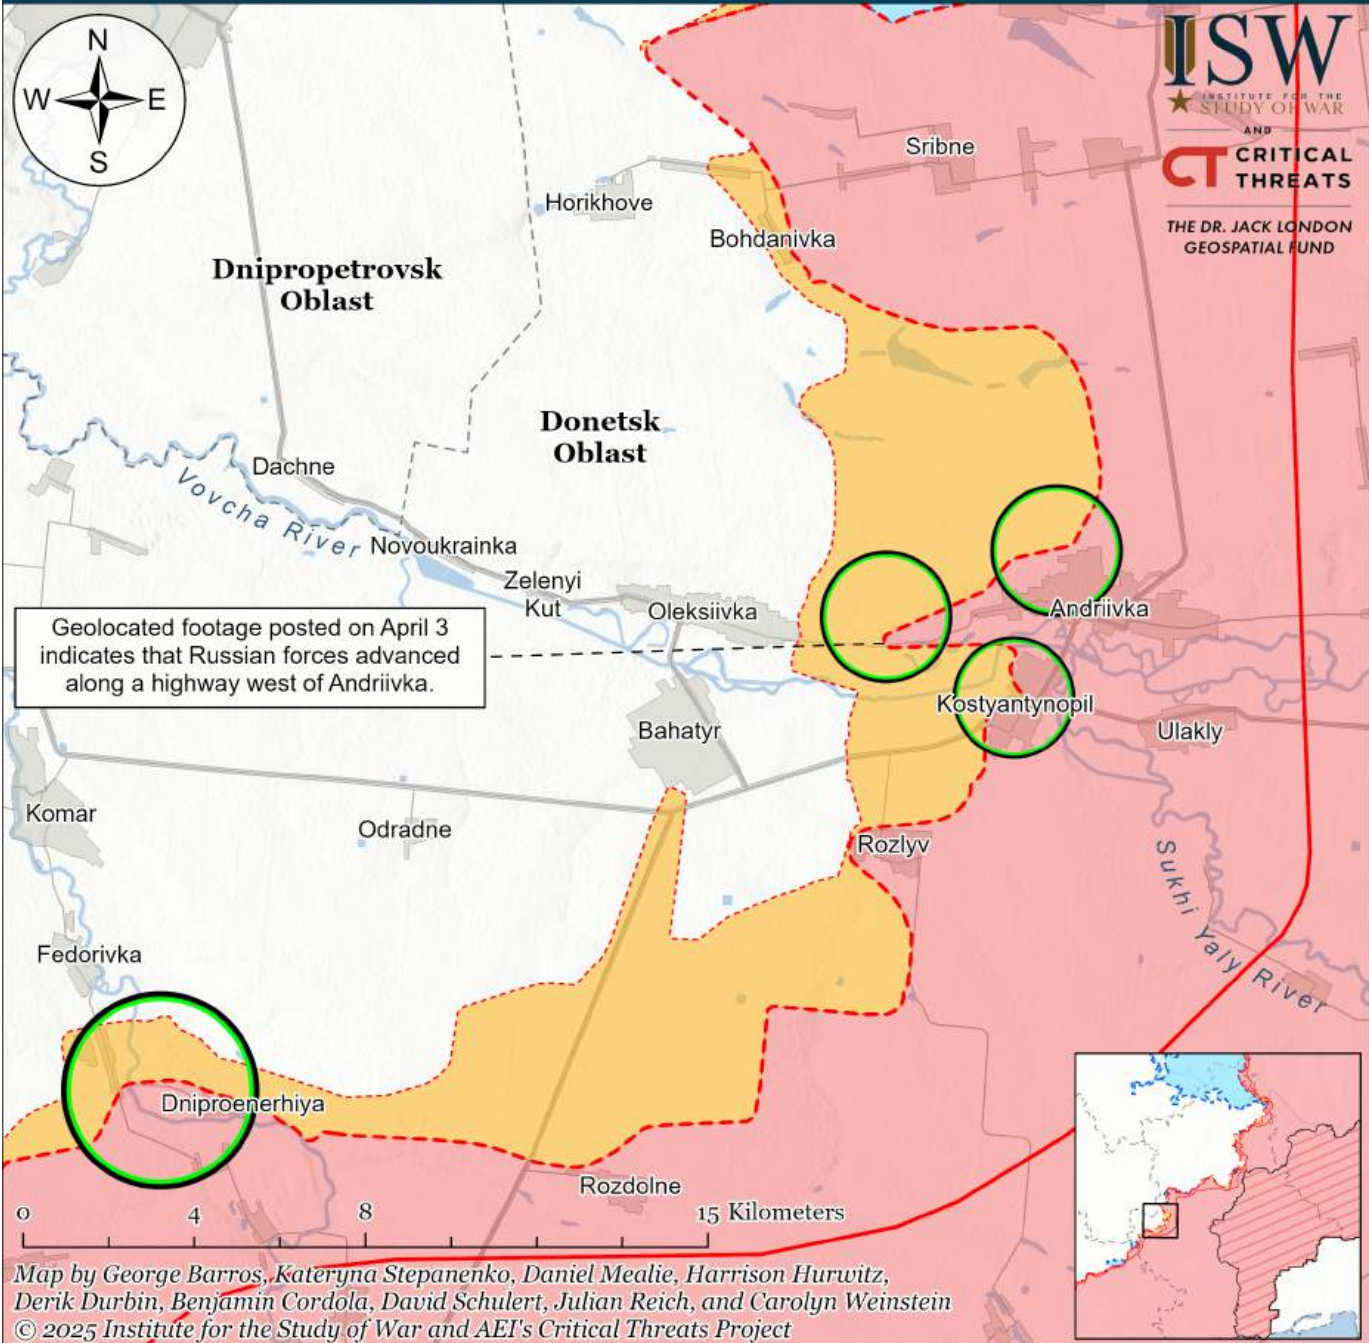 N
W E
S
ISW
INSTITUTE FOR THE
STUDY OF WAR
AND
CT CRITICAL
THREATS
THE DR. JACK LONDON
GEOSPATIAL FUND
Sribne
Horikhove
Bohdanivka
Dnipropetrovsk
Oblast
Donetsk
Oblast
Dachne
Vovcha River
Novoukrainka
Zelenyi
Kut
Oleksiivka
Andriivka
Geolocated footage posted on April 3
indicates that Russian forces advanced
along a highway west of Andriivka.
Kostyantynopil
Bahatyr
Ulakly
Komar
Odradne
Rozlyv
Sukhi Yaly River
Fedorivka
Dniproenerhiya
Rozdolne
0 4 8 15 Kilometers
Map by George Barros, Kateryna Stepanenko, Daniel Mealie, Harrison Hurwitz,
Derik Durbin, Benjamin Cordola, David Schulert, Julian Reich, and Carolyn Weinstein
© 2025 Institute for the Study of War and AEI's Critical Threats Project